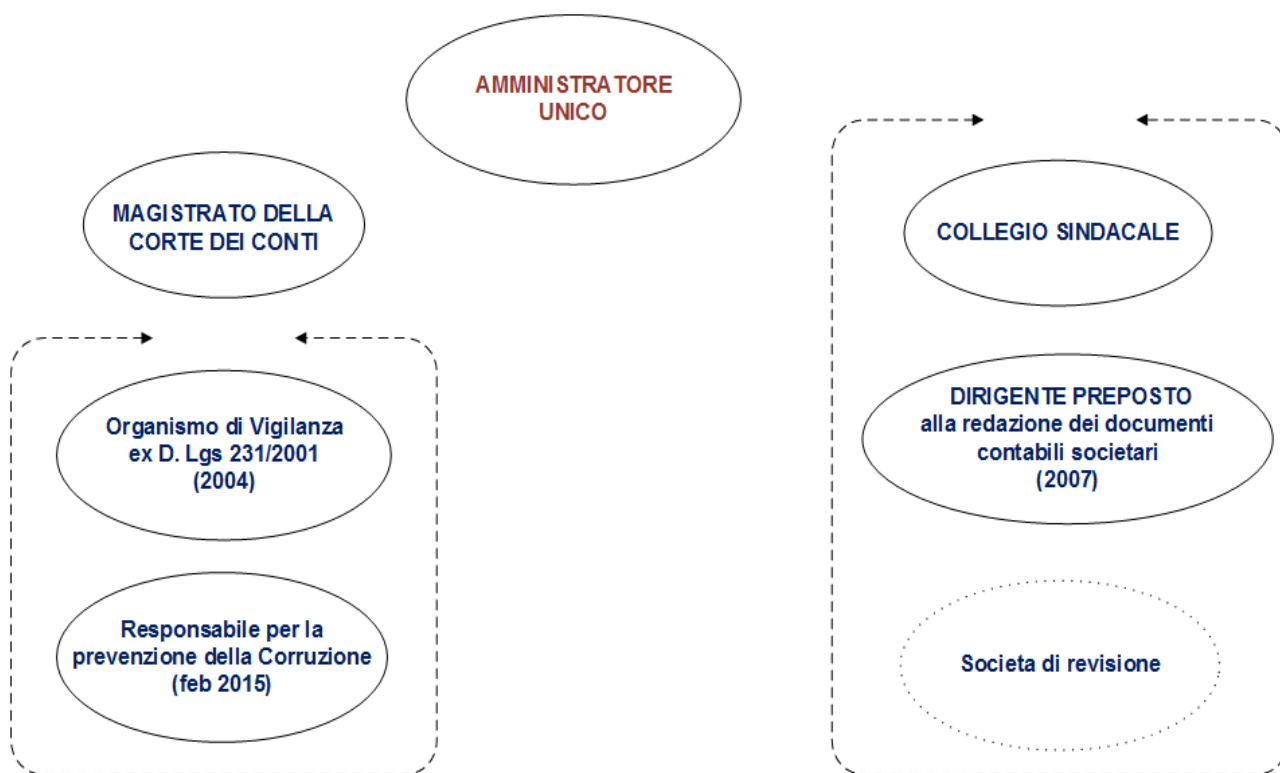 AMMINISTRATORE
UNICO
MAGISTRATO DELLA
CORTE DEI CONTI
COLLEGIO SINDACALE
Organismo di Vigilanza
ex D. Lgs 231/2001
(2004)
DIRIGENTE PREPOSTO
alla redazione dei documenti
contabili societari
(2007)
Responsabile per la
prevenzione della Corruzione
(feb 2015)
Societa di revisione